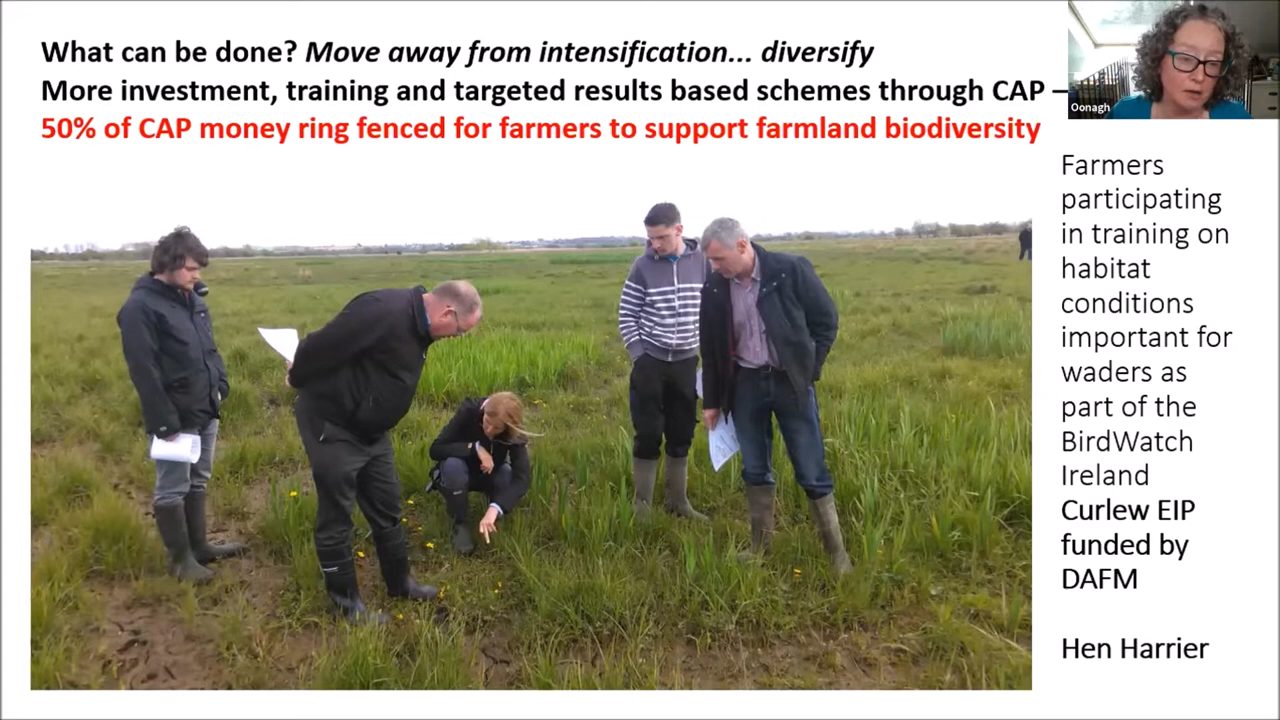 What can be done? Move away from intensification... diversify
More investment, training and targeted results based schemes through CAP –
50% of CAP money ring fenced for farmers to support farmland biodiversity
Oonagh
Farmers
participating
in training on
habitat
conditions
important for
waders as
part of the
BirdWatch
Ireland
Curlew EIP
funded by
DAFM
Hen Harrier